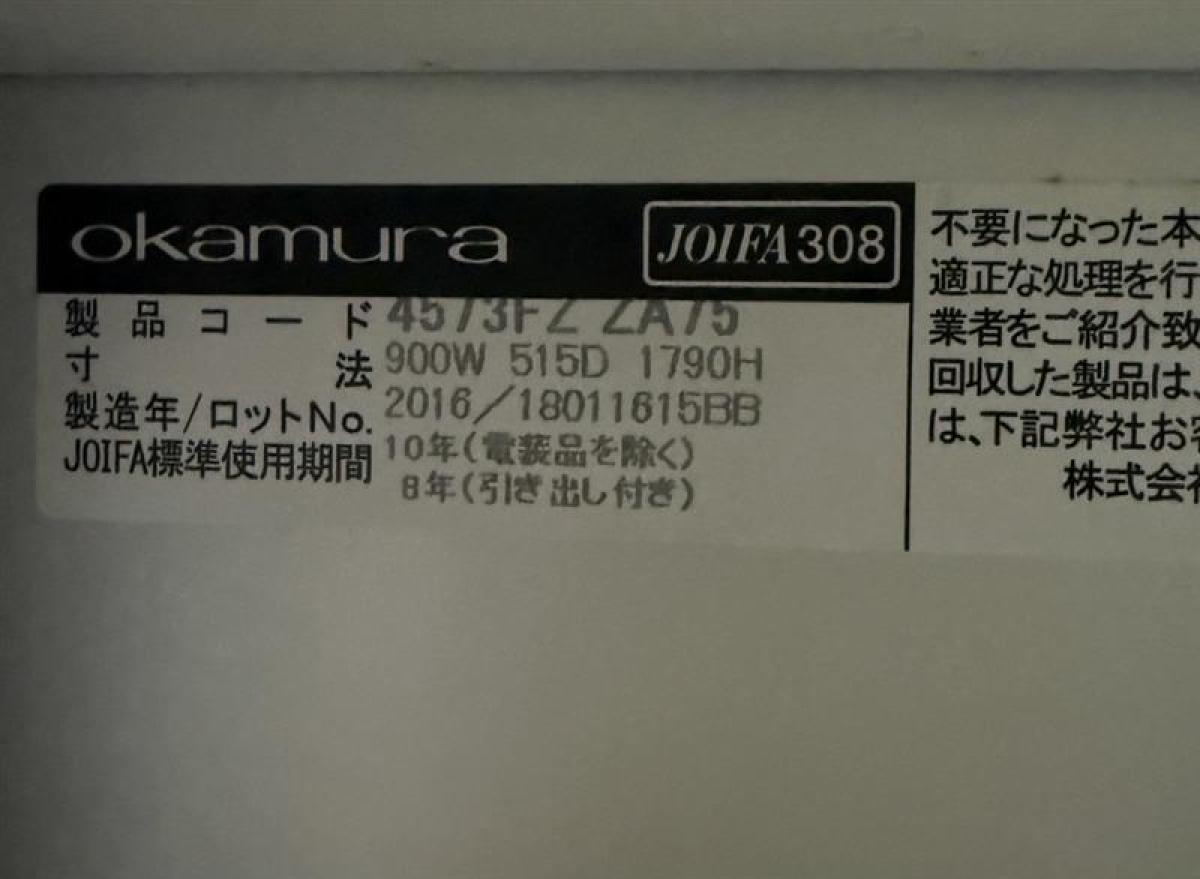 okamura JOIFA308
製品コード 4573FZ ZA75
寸法 900W 515D 1790H
製造年/ロットNo. 2016/18011615BB
JOIFA標準使用期間 10年(電装品を除く)
8年(引き出し付き)
不要になった本
適正な処理を行
業者をご紹介致
回収した製品は、
は、下記弊社お客
株式会社